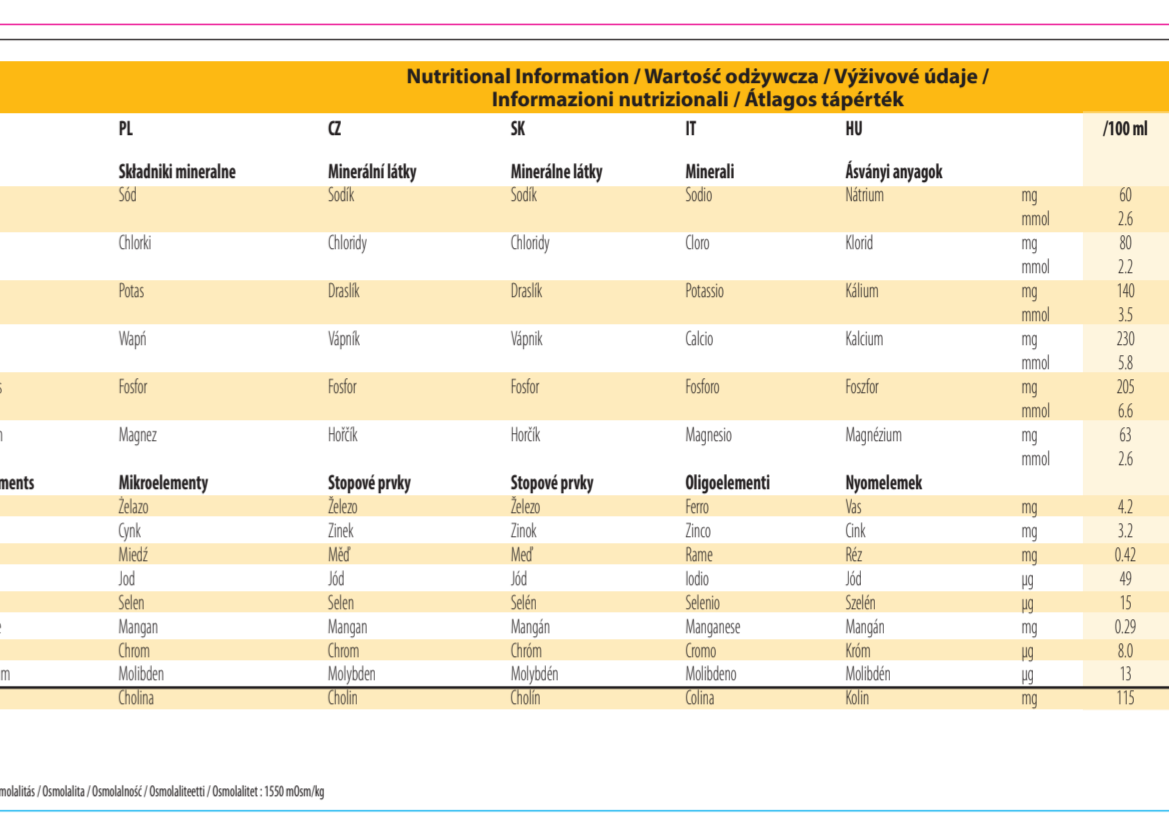 Nutritional Information / Wartość odżywcza / Výživové údaje /
Informazioni nutrizionali / Átlagos tápérték
PL CZ SK IT HU /100 ml
Składniki mineralne Minerální látky Minerálne látky Minerali Ásványi anyagok
Sód Sodík Sodík Sodio Nátrium mg 60
mmol 2.6
Chlorki Chloridy Chloridy Cloro Klorid mg 80
mmol 2.2
Potas Draslík Draslík Potassio Kálium mg 140
mmol 3.5
Wapń Vápník Vápnik Calcio Kalcium mg 230
mmol 5.8
s Fosfor Fosfor Fosfor Fosforo Foszfor mg 205
mmol 6.6
Magnez Hořčík Horčík Magnesio Magnézium mg 63
mmol 2.6
ments Mikroelementy Stopové prvky Stopové prvky Oligoelementi Nyomelemek
Żelazo Železo Železo Ferro Vas mg 4.2
Cynk Zinek Zinok Zinco Cink mg 3.2
Miedź Měď Meď Rame Réz mg 0.42
Jod Jód Jód Iodio Jód µg 49
Selen Selen Selén Selenio Szelén µg 15
e Mangan Mangan Mangán Manganese Mangán mg 0.29
Chrom Chrom Chróm Cromo Króm µg 8.0
m Molibden Molybden Molybdén Molibdeno Molibdén µg 13
Cholina Cholin Cholín Colina Kolin mg 115
molalitás / Osmolalita / Osmolalność / Osmolaliteetti / Osmolalitet : 1550 mOsm/kg